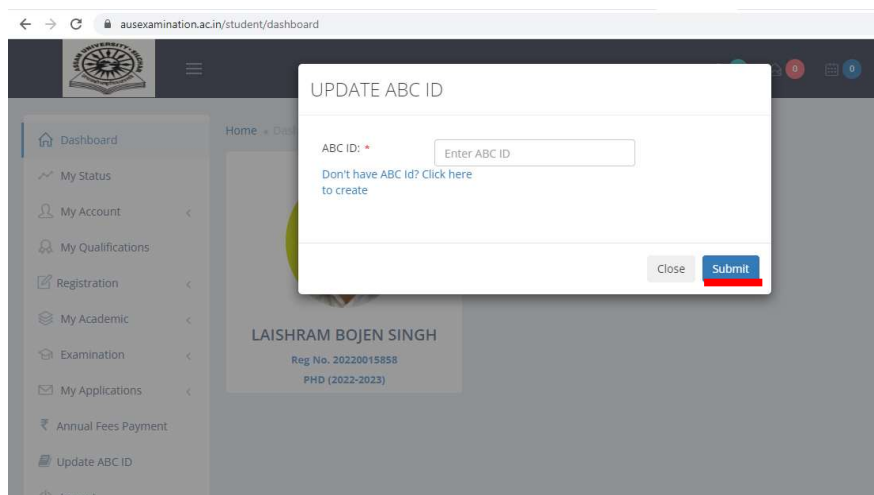 ausexamination.ac.in/student/dashboard
ASSAM UNIVERSITY
0
0
UPDATE ABC ID
ABC ID: *
Enter ABC ID
Don't have ABC Id? Click here
to create
Close
Submit
Home
Dashboard
My Status
My Account
My Qualifications
Registration
My Academic
Examination
My Applications
₹ Annual Fees Payment
Update ABC ID
LAISHRAM BOJEN SINGH
Reg No. 20220015858
PHD (2022-2023)